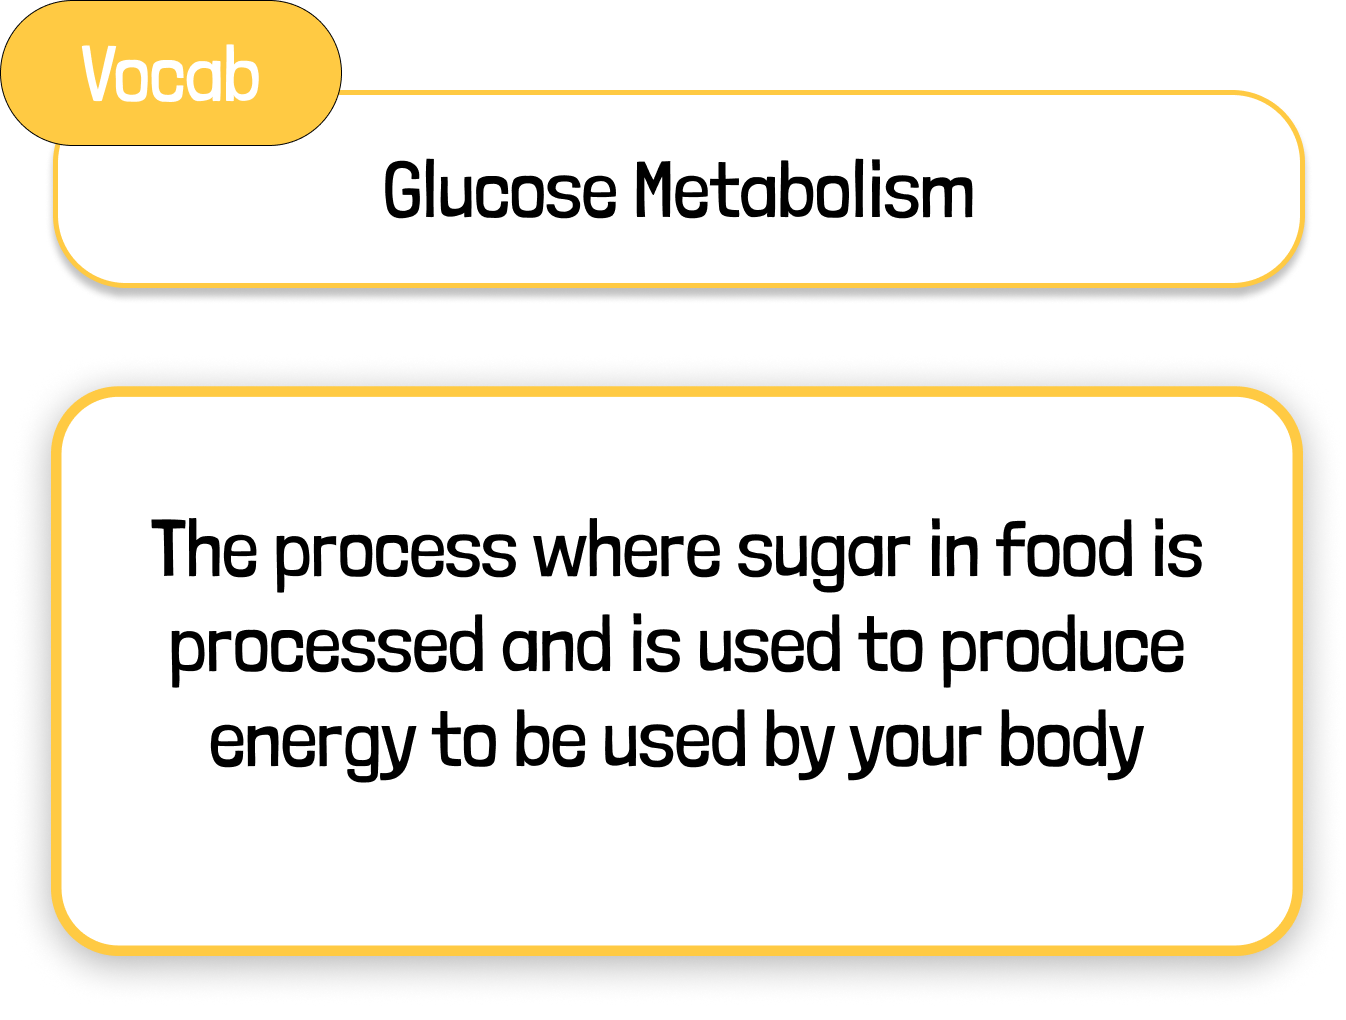 Vocab
Glucose Metabolism
The process where sugar in food is
processed and is used to produce
energy to be used by your body